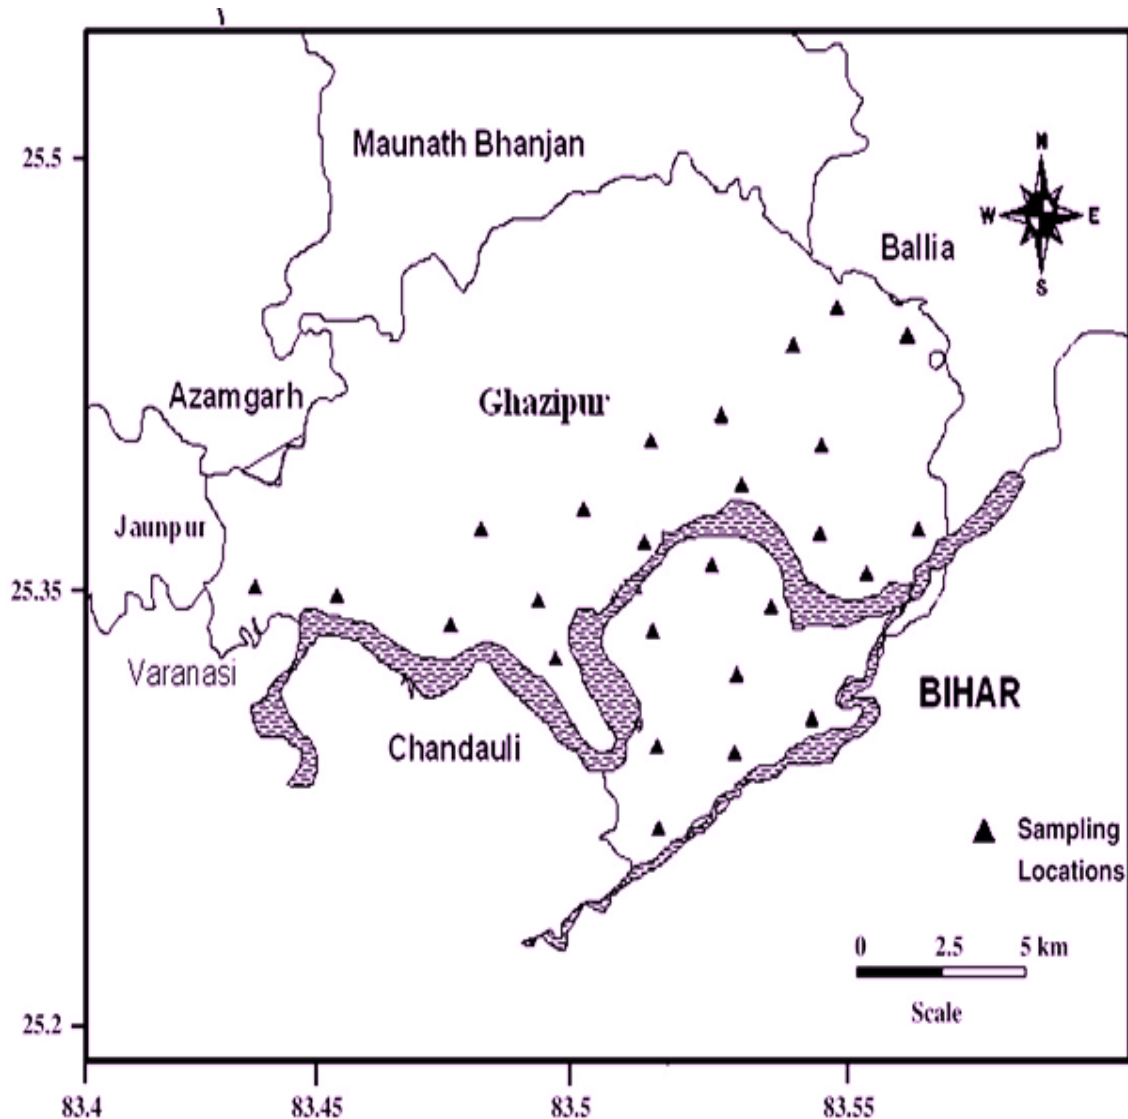 Maunath Bhanjan
25.5
N
W E
S
Ballia
Azamgarh
Ghazipur
Jaunpur
25.35
Varanasi
BIHAR
Chandauli
Sampling
Locations
0 2.5 5 km
Scale
25.2
83.4 83.45 83.5 83.55